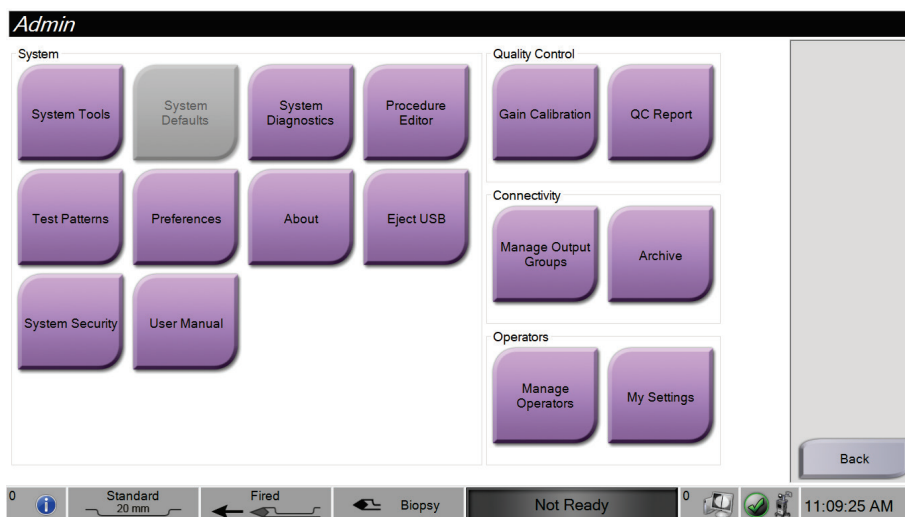 Admin
System
System Tools
System
Defaults
System
Diagnostics
Procedure
Editor
Test Patterns
Preferences
About
Eject USB
System Security
User Manual
Quality Control
Gain Calibration
QC Report
Connectivity
Manage Output
Groups
Archive
Operators
Manage
Operators
My Settings
Back
0
Standard
20 mm
Fired
Biopsy
Not Ready
0
11:09:25 AM